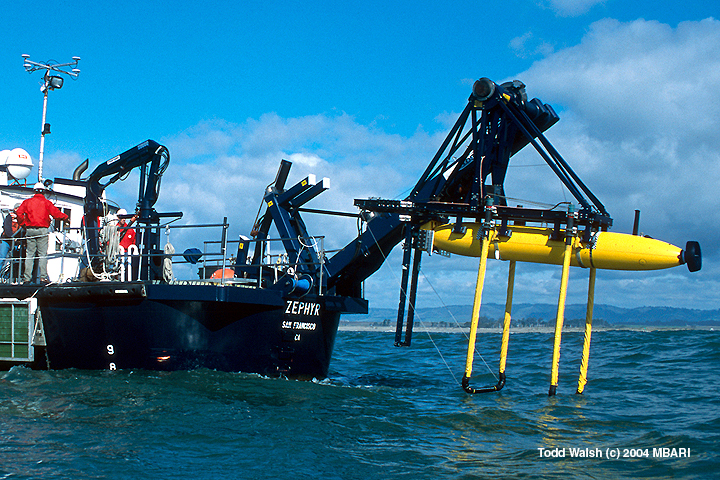 ZEPHYR
SAN FRANCISCO
CA
9
8
Todd Walsh (c) 2004 MBARI